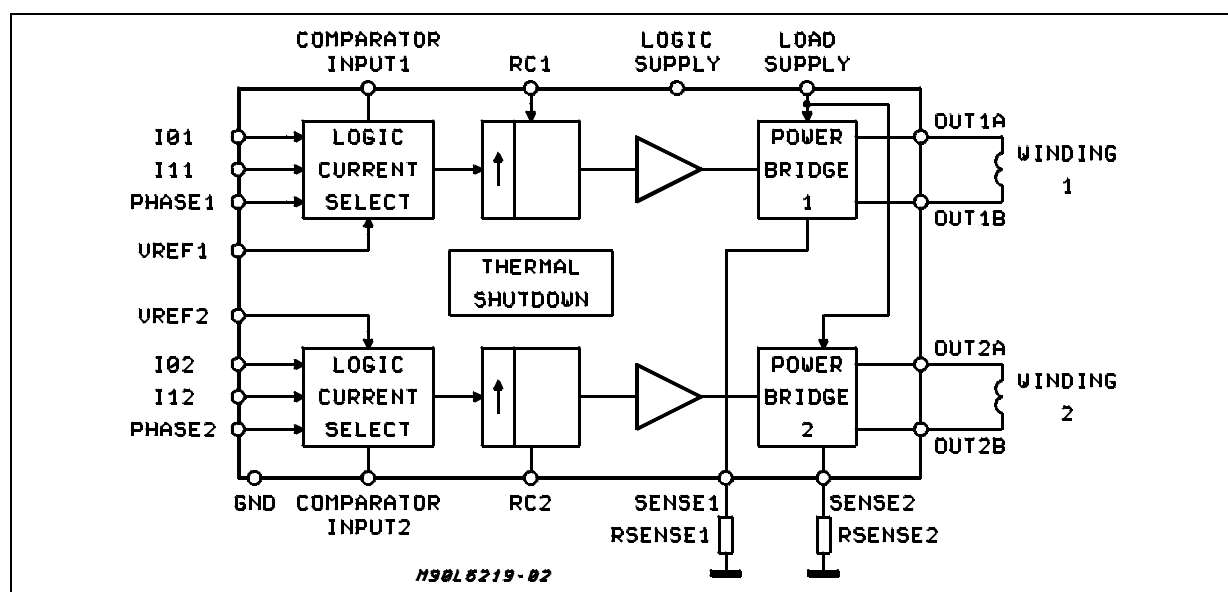 COMPARATOR
INPUT1
RC1
LOGIC
SUPPLY
LOAD
SUPPLY
I01
I11
PHASE1
VREF1
LOGIC
CURRENT
SELECT
POWER
BRIDGE
1
OUT1A
OUT1B
WINDING
1
THERMAL
SHUTDOWN
VREF2
I02
I12
PHASE2
LOGIC
CURRENT
SELECT
POWER
BRIDGE
2
OUT2A
OUT2B
WINDING
2
GND
COMPARATOR
INPUT2
RC2
SENSE1
RSENSE1
SENSE2
RSENSE2
M90L6219-02